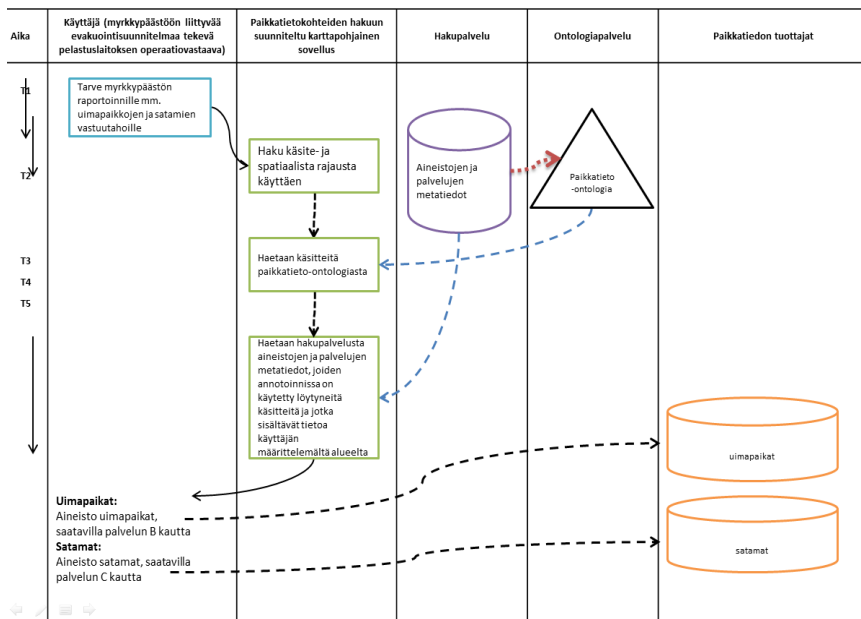 Aika
Käyttäjä (myrkkypäästöön liittyvää
evakuointisuunnitelmaa tekevä
pelastuslaitoksen operaatiovastaava)
Paikkatietokohteiden hakuun
suunniteltu karttapohjainen
sovellus
Hakupalvelu
Ontologiapalvelu
Paikkatiedon tuottajat
T1
Tarve myrkkypäästön
raportoinnille mm.
uimapaikkojen ja satamien
vastuutahoille
T2
Haku käsite- ja
spatiaalista rajausta
käyttäen
Aineistojen ja
palvelujen
metatiedot
Paikkatieto
-ontologia
T3
T4
T5
Haetaan käsitteitä
paikkatieto-ontologiasta
Haetaan hakupalvelusta
aineistojen ja palvelujen
metatiedot, joiden
annotoinnissa on
käytetty löytyneitä
käsitteitä ja jotka
sisältävät tietoa
käyttäjän
määrittelemältä alueelta
uimapaikat
Uimapaikat:
Aineisto uimapaikat,
saatavilla palvelun B kautta
Satamat:
Aineisto satamat, saatavilla
palvelun C kautta
satamat